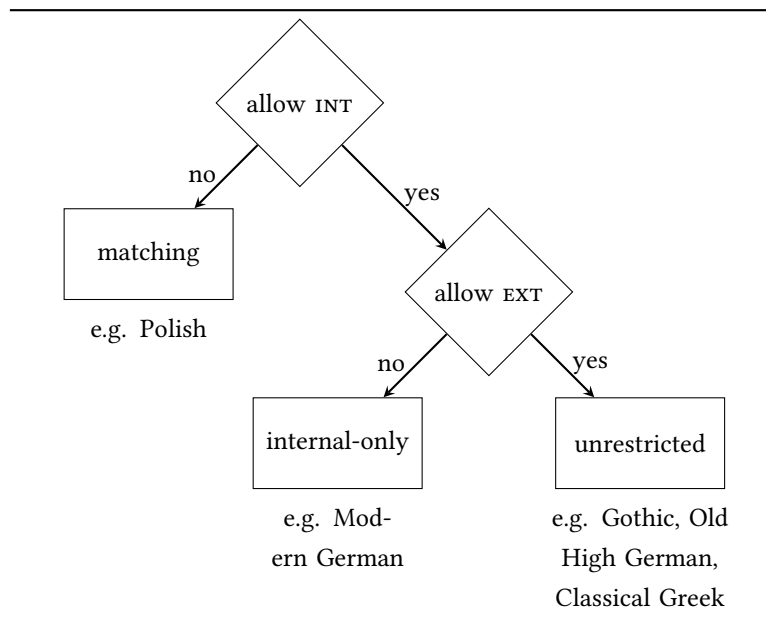 allow INT
no
yes
matching
allow EXT
e.g. Polish
no
yes
internal-only
unrestricted
e.g. Mod-
ern German
e.g. Gothic, Old
High German,
Classical Greek